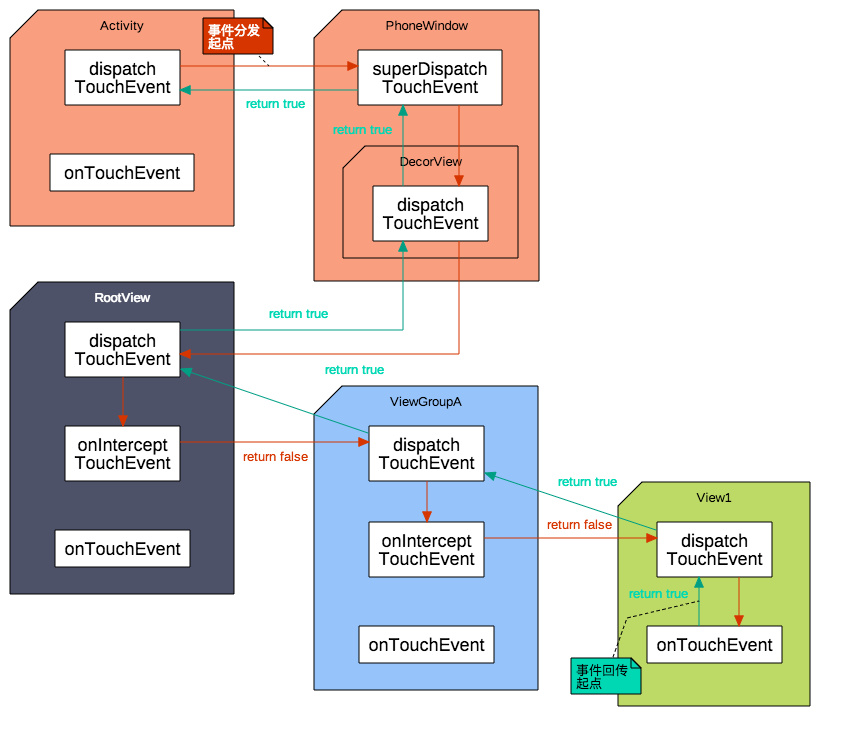 Activity
事件分发
起点
PhoneWindow
dispatch
TouchEvent
superDispatch
TouchEvent
return true
return true
onTouchEvent
DecorView
dispatch
TouchEvent
RootView
return true
dispatch
TouchEvent
return true
ViewGroupA
onIntercept
TouchEvent
return false
dispatch
TouchEvent
return true
View1
onTouchEvent
onIntercept
TouchEvent
return false
dispatch
TouchEvent
return true
onTouchEvent
onTouchEvent
事件回传
起点